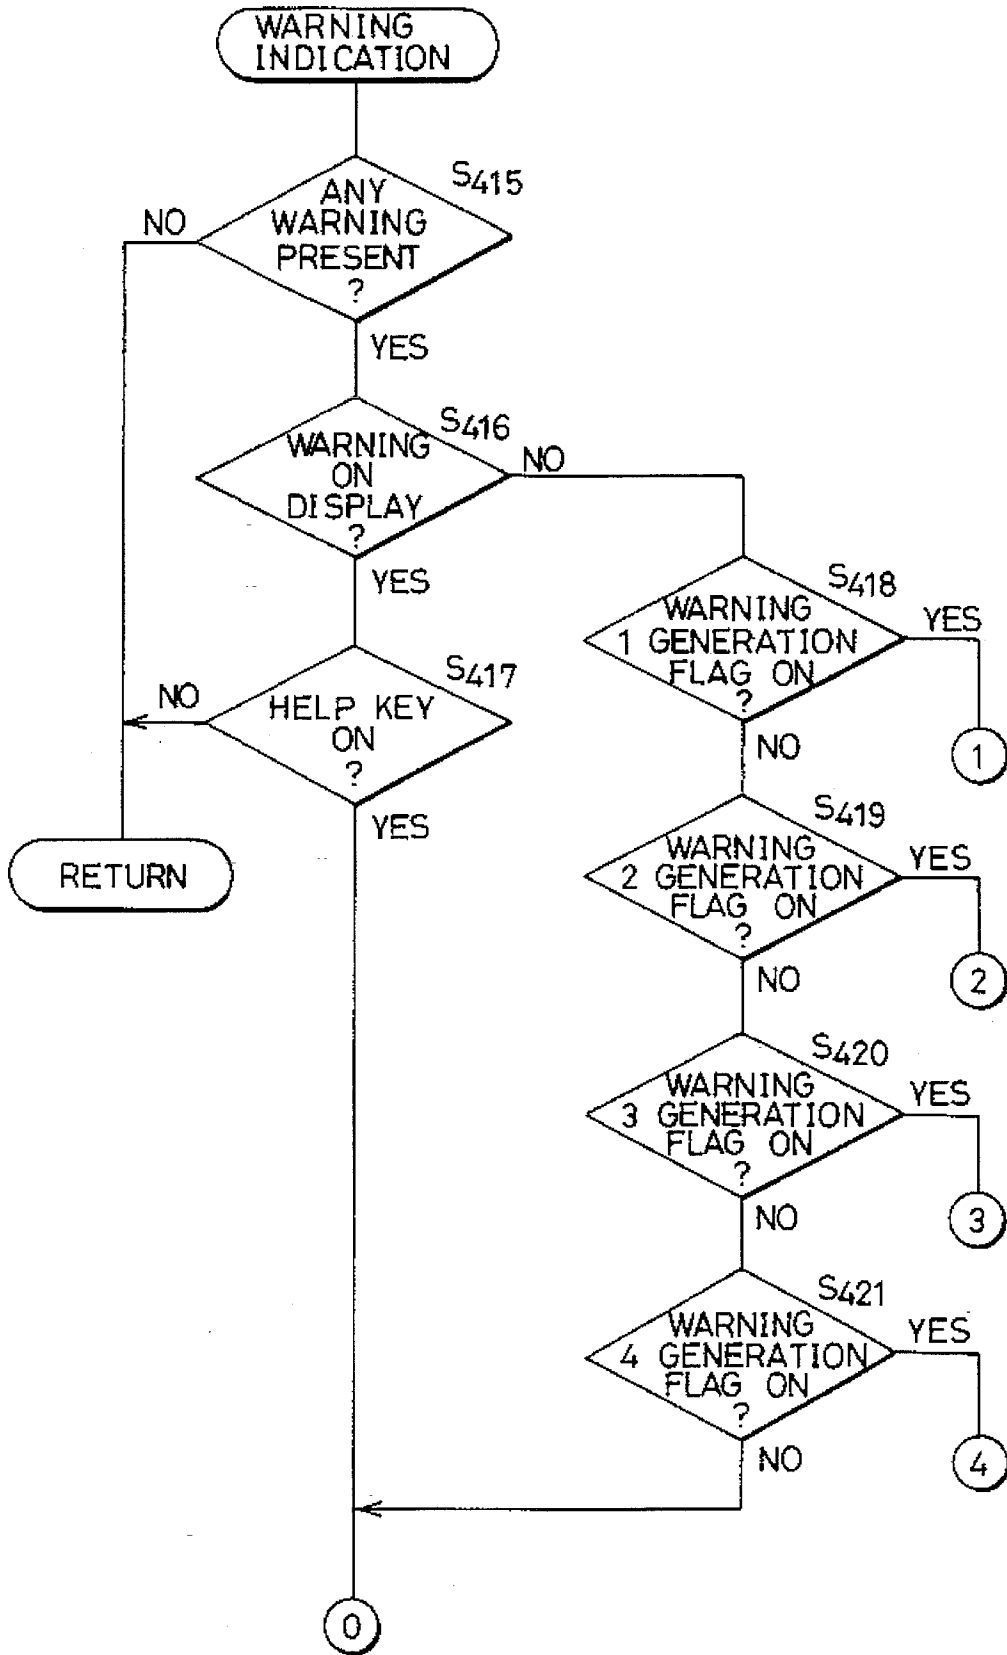 WARNING
INDICATION
S415
ANY
WARNING
PRESENT
?
NO
YES
S416
WARNING
ON
DISPLAY
?
NO
YES
S417
HELP KEY
ON
?
NO
YES
RETURN
S418
WARNING
1 GENERATION
FLAG ON
?
YES
1
NO
S419
WARNING
2 GENERATION
FLAG ON
?
YES
2
NO
S420
WARNING
3 GENERATION
FLAG ON
?
YES
3
NO
S421
WARNING
4 GENERATION
FLAG ON
?
YES
4
NO
0